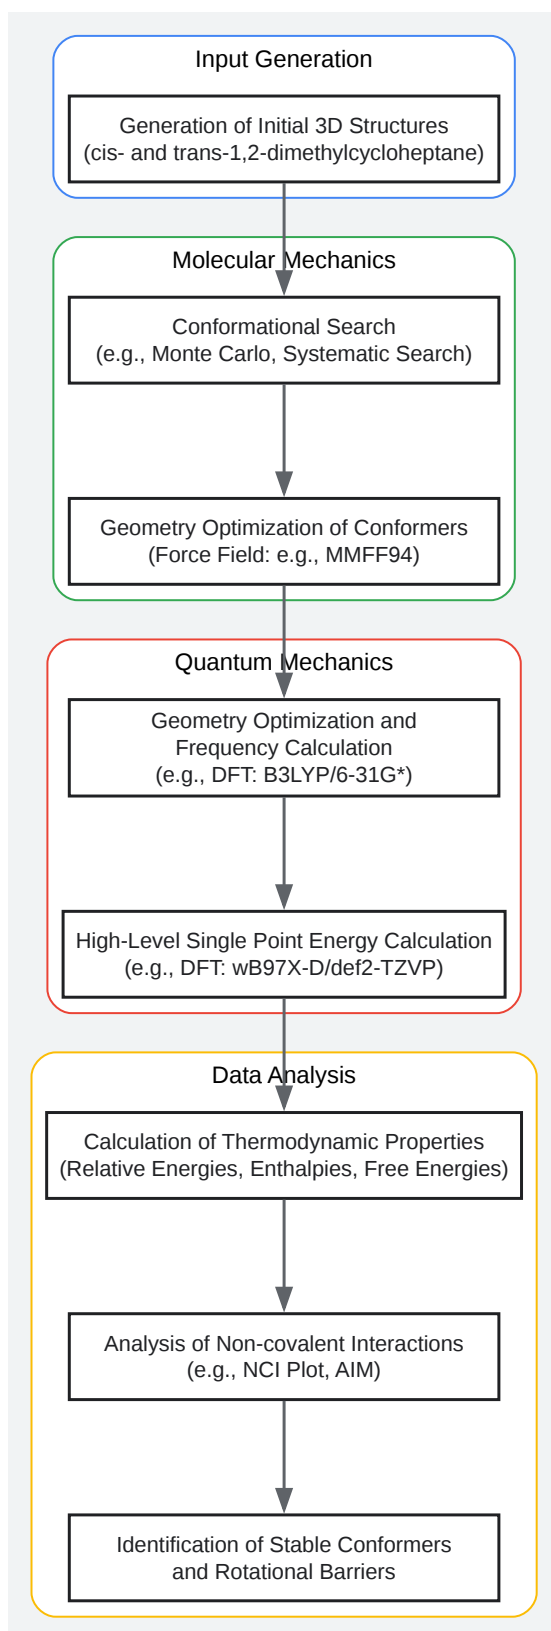 Input Generation
Generation of Initial 3D Structures
(cis- and trans-1,2-dimethylcycloheptane)
Molecular Mechanics
Conformational Search
(e.g., Monte Carlo, Systematic Search)
Geometry Optimization of Conformers
(Force Field: e.g., MMFF94)
Quantum Mechanics
Geometry Optimization and
Frequency Calculation
(e.g., DFT: B3LYP/6-31G*)
High-Level Single Point Energy Calculation
(e.g., DFT: wB97X-D/def2-TZVP)
Data Analysis
Calculation of Thermodynamic Properties
(Relative Energies, Enthalpies, Free Energies)
Analysis of Non-covalent Interactions
(e.g., NCI Plot, AIM)
Identification of Stable Conformers
and Rotational Barriers